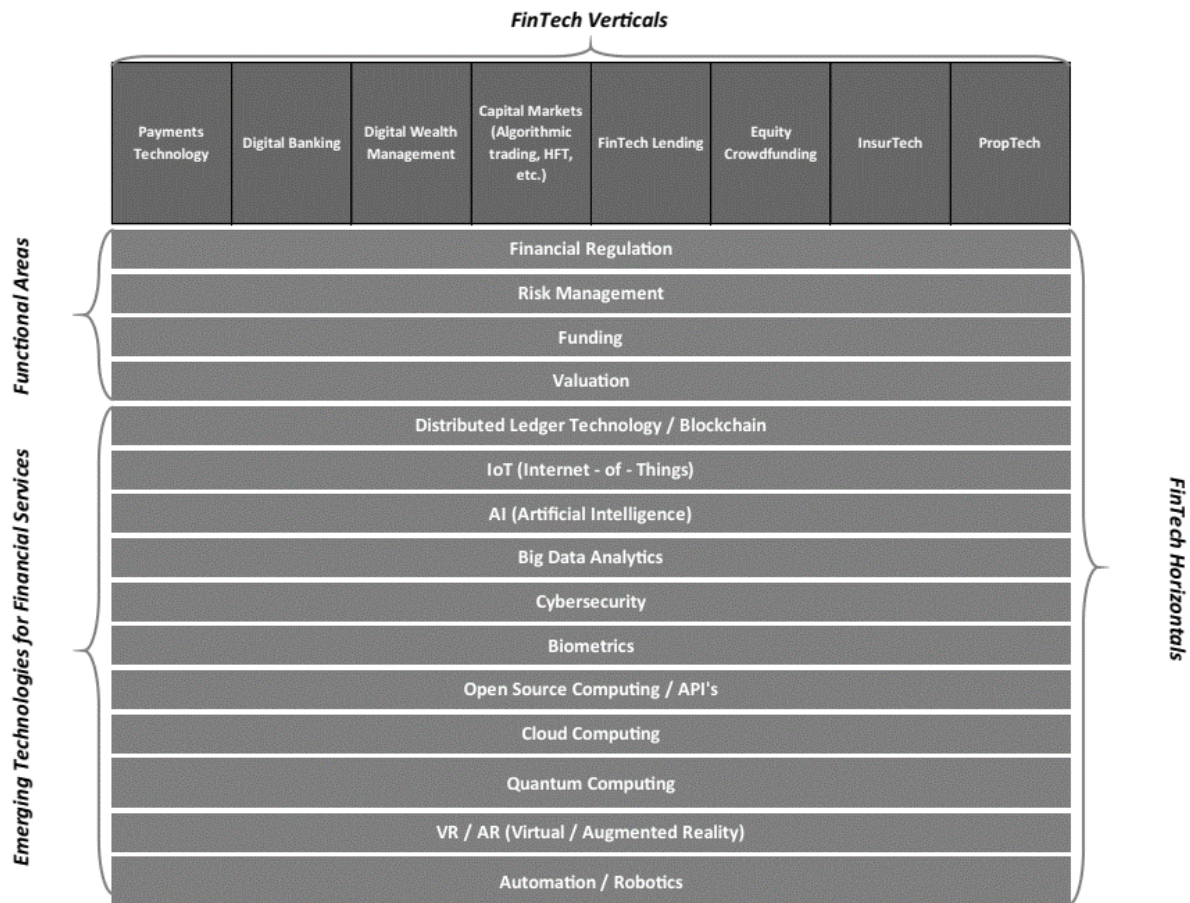 FinTech Verticals
Payments
Technology
Digital Banking
Digital Wealth
Management
Capital Markets
(Algorithmic
trading, HFT,
etc.)
FinTech Lending
Equity
Crowdfunding
InsurTech
PropTech
Functional Areas
Financial Regulation
Risk Management
Funding
Valuation
Emerging Technologies for Financial Services
Distributed Ledger Technology / Blockchain
IoT (Internet - of - Things)
AI (Artificial Intelligence)
Big Data Analytics
Cybersecurity
Biometrics
Open Source Computing / API's
Cloud Computing
Quantum Computing
VR / AR (Virtual / Augmented Reality)
Automation / Robotics
FinTech Horizontals